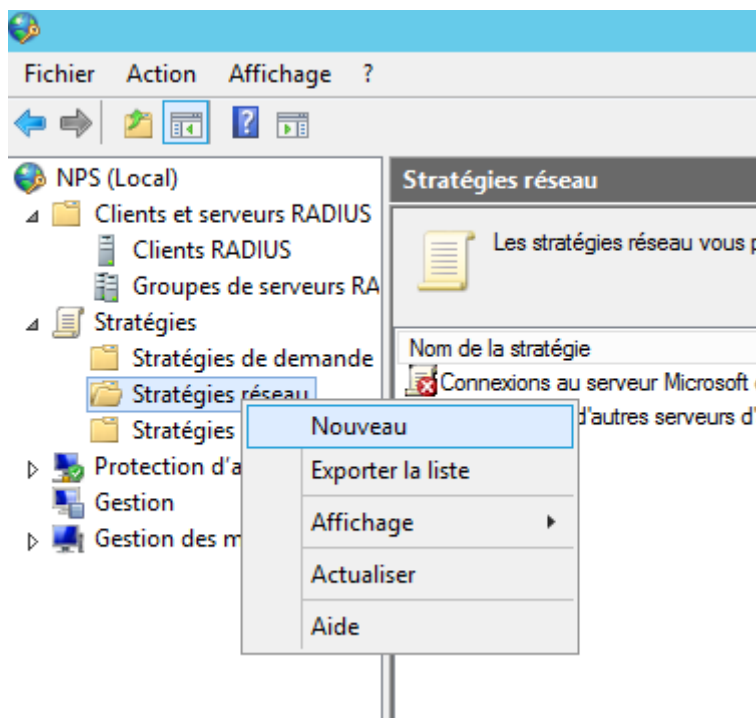 Fichier Action Affichage ?
NPS (Local)
Clients et serveurs RADIUS
Clients RADIUS
Groupes de serveurs RA
Stratégies
Stratégies de demande
Stratégies réseau
Stratégies
Protection d'a
Gestion
Gestion des m
Nouveau
Exporter la liste
Affichage
Actualiser
Aide
Stratégies réseau
Les stratégies réseau vous p
Nom de la stratégie
Connexions au serveur Microsoft
d'autres serveurs d'